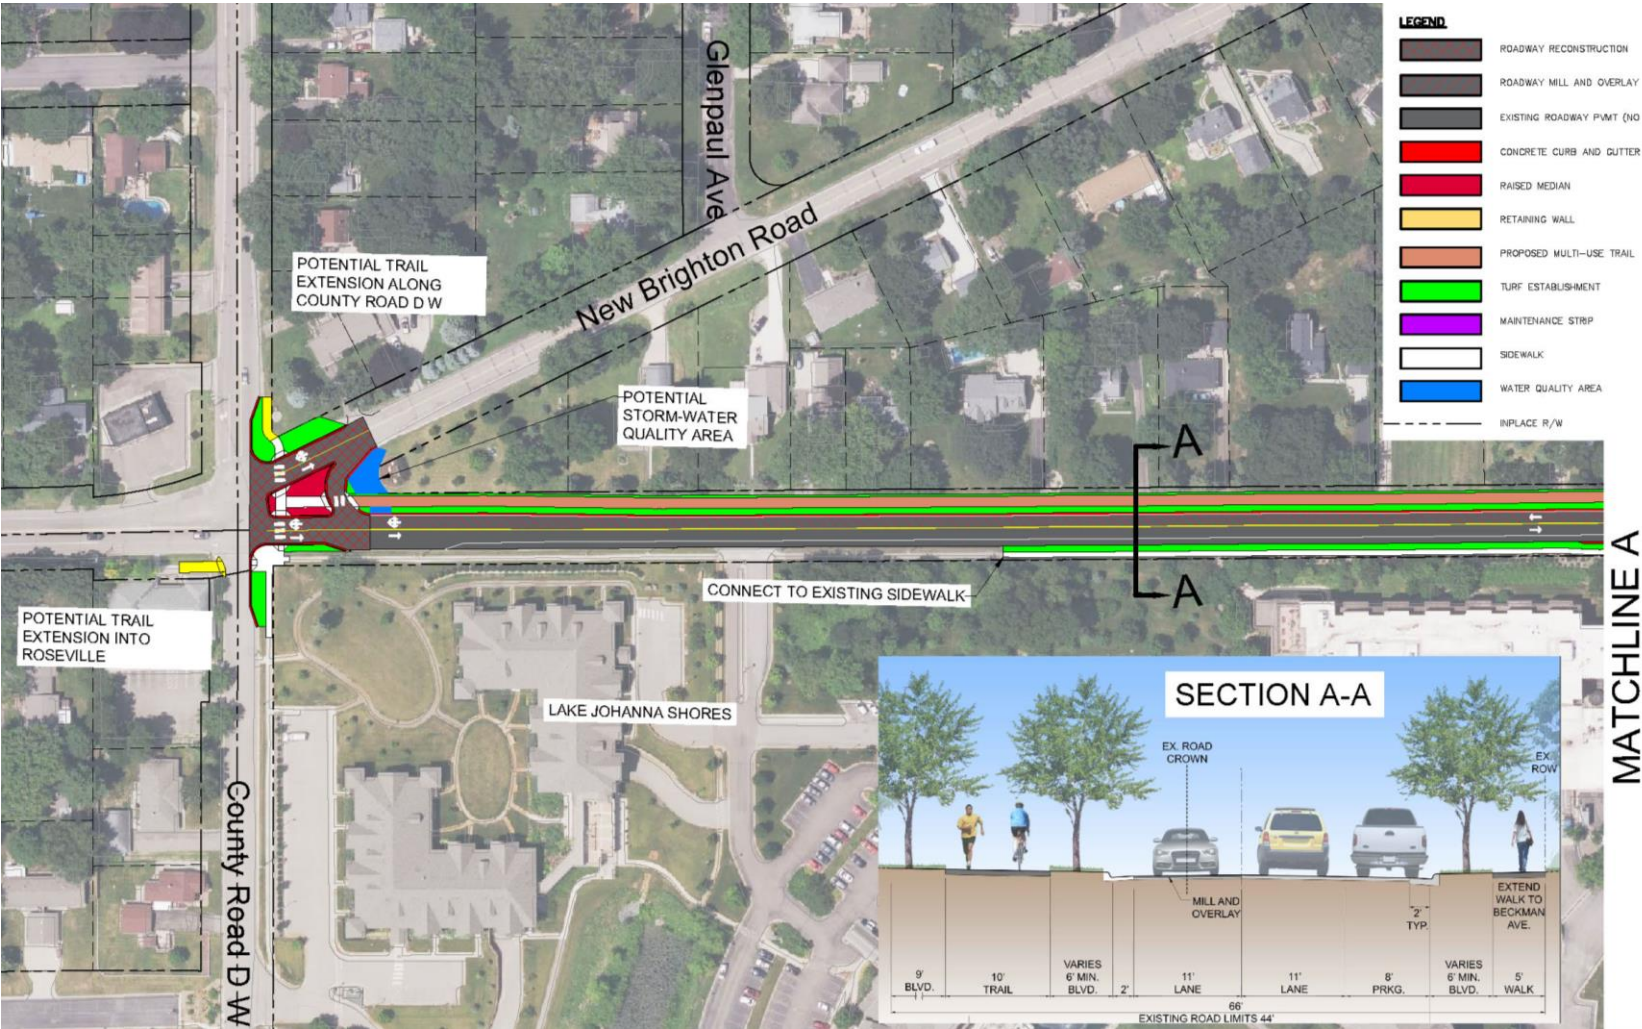 LEGEND
ROADWAY RECONSTRUCTION
ROADWAY MILL AND OVERLAY
EXISTING ROADWAY PVMT (NO
CONCRETE CURB AND GUTTER
RAISED MEDIAN
RETAINING WALL
PROPOSED MULTI-USE TRAIL
TURF ESTABLISHMENT
MAINTENANCE STRIP
SIDEWALK
WATER QUALITY AREA
INPLACE R/W
Glenpaul Ave
New Brighton Road
POTENTIAL TRAIL
EXTENSION ALONG
COUNTY ROAD D W
POTENTIAL
STORM-WATER
QUALITY AREA
A
A
CONNECT TO EXISTING SIDEWALK
POTENTIAL TRAIL
EXTENSION INTO
ROSEVILLE
LAKE JOHANNA SHORES
County Road D W
MATCHLINE A
SECTION A-A
EX. ROAD
CROWN
EX.
ROW
MILL AND
OVERLAY
2'
TYP.
EXTEND
WALK TO
BECKMAN
AVE.
9'
BLVD.
10'
TRAIL
VARIES
6' MIN.
BLVD.
2'
11'
LANE
11'
LANE
8'
PRKG.
VARIES
6' MIN.
BLVD.
5'
WALK
66'
EXISTING ROAD LIMITS 44'